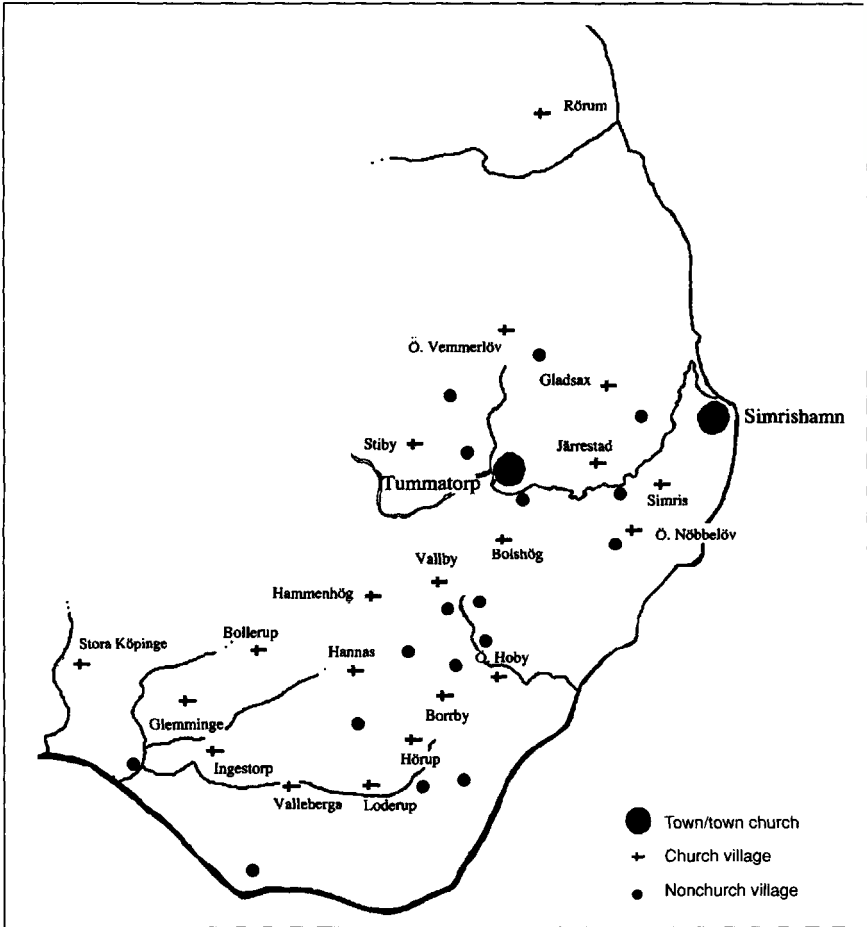 Rörum
Ö. Vemmerlöv
Gladsax
Simrishamn
Stiby
Järrestad
Tummatorp
Simris
Ö. Nöbbelöv
Bolshög
Vallby
Hammenhög
Bollerup
Stora Köpinge
Hannas
Ö. Hoby
Glemminge
Borrby
Ingestorp
Hörup
Valleberga
Loderup
Town/town church
Church village
Nonchurch village